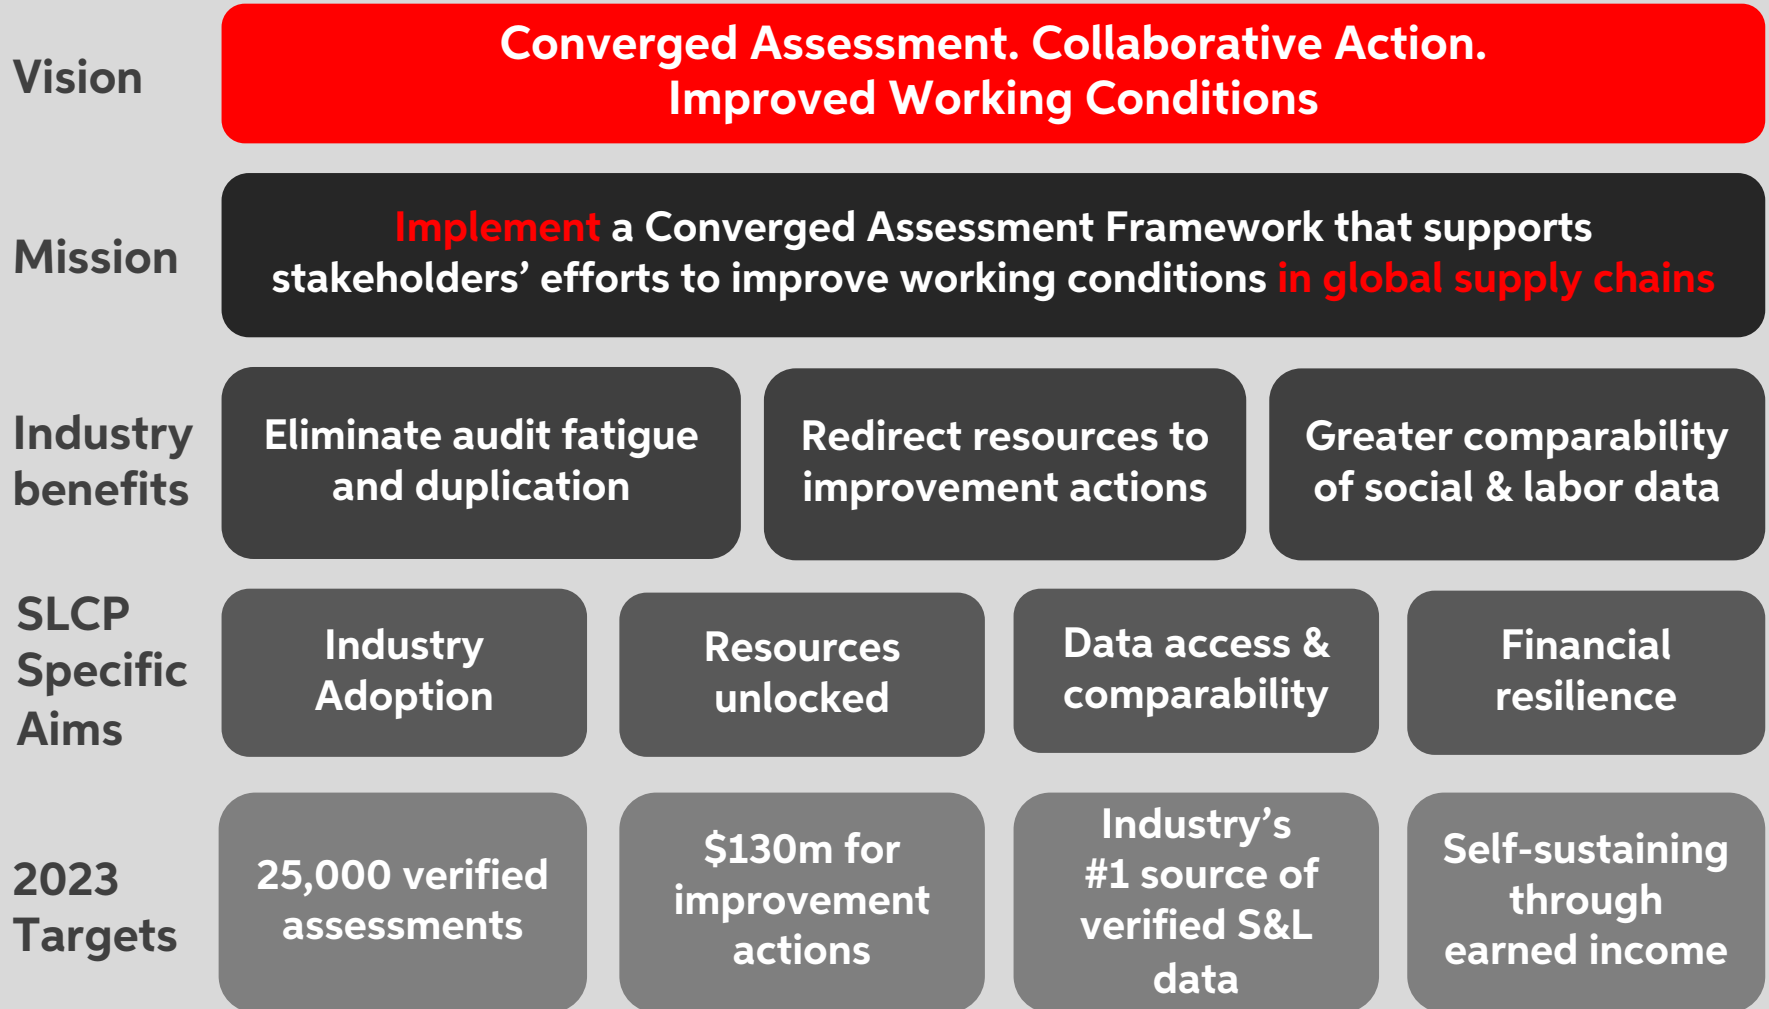 Vision
Converged Assessment. Collaborative Action.
Improved Working Conditions
Mission
Implement a Converged Assessment Framework that supports
stakeholders’ efforts to improve working conditions in global supply chains
Industry
benefits
Eliminate audit fatigue
and duplication
Redirect resources to
improvement actions
Greater comparability
of social & labor data
SLCP
Specific
Aims
Industry
Adoption
Resources
unlocked
Data access &
comparability
Financial
resilience
2023
Targets
25,000 verified
assessments
$130m for
improvement
actions
Industry’s
#1 source of
verified S&L
data
Self-sustaining
through
earned income